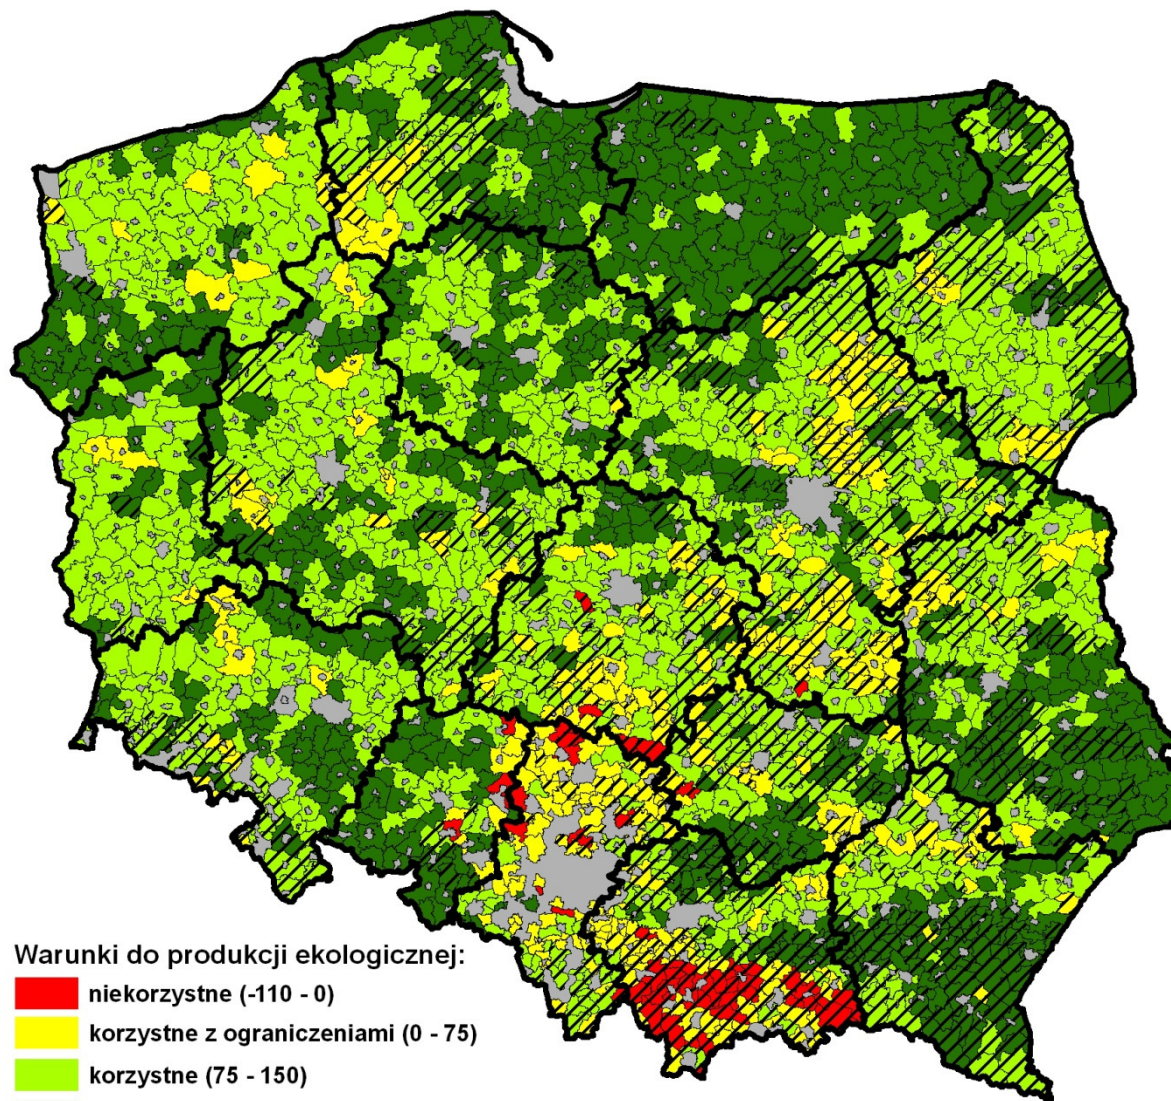 Warunki do produkcji ekologicznej:
niekorzystne (-110 - 0)
korzystne z ograniczeniami (0 - 75)
korzystne (75 - 150)